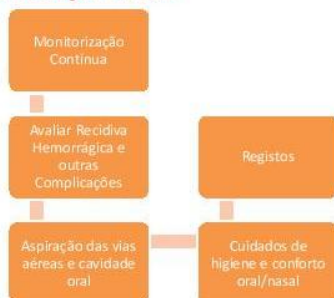 Monitorização
Contínua
Avaliar Recidiva
Hemorrágica e
outras
Complicações
Aspiração das vias
aéreas e cavidade
oral
Cuidados de
higiene e conforto
oral/nasal
Registos